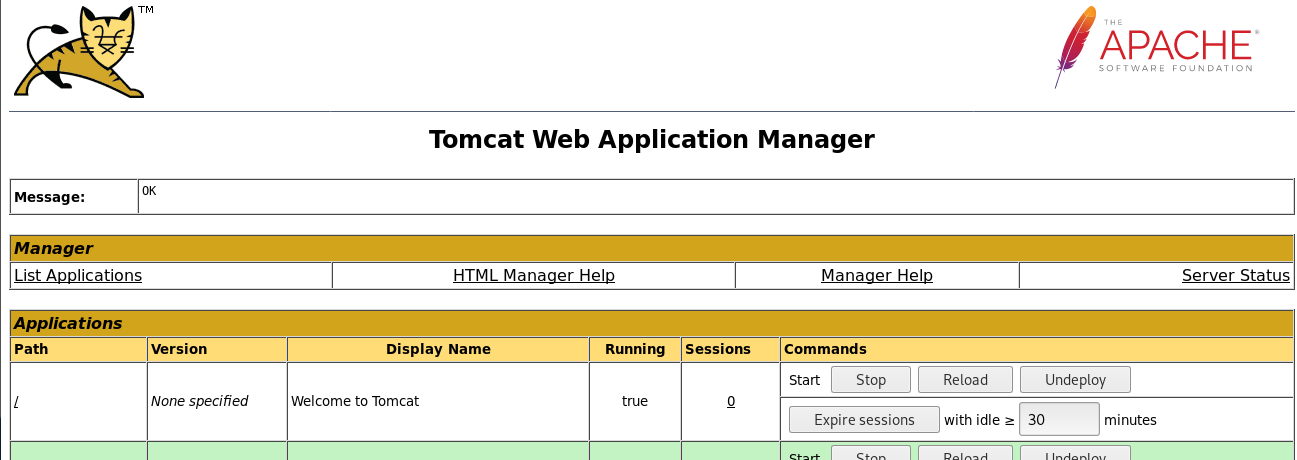 TM
THE
APACHE®
SOFTWARE FOUNDATION
Tomcat Web Application Manager
Message: OK
Manager
List Applications HTML Manager Help Manager Help Server Status
Applications
Path Version Display Name Running Sessions Commands
/ None specified Welcome to Tomcat true 0 Start Stop Reload Undeploy
Expire sessions with idle ≥ 30 minutes
Start Stop Reload Undeploy